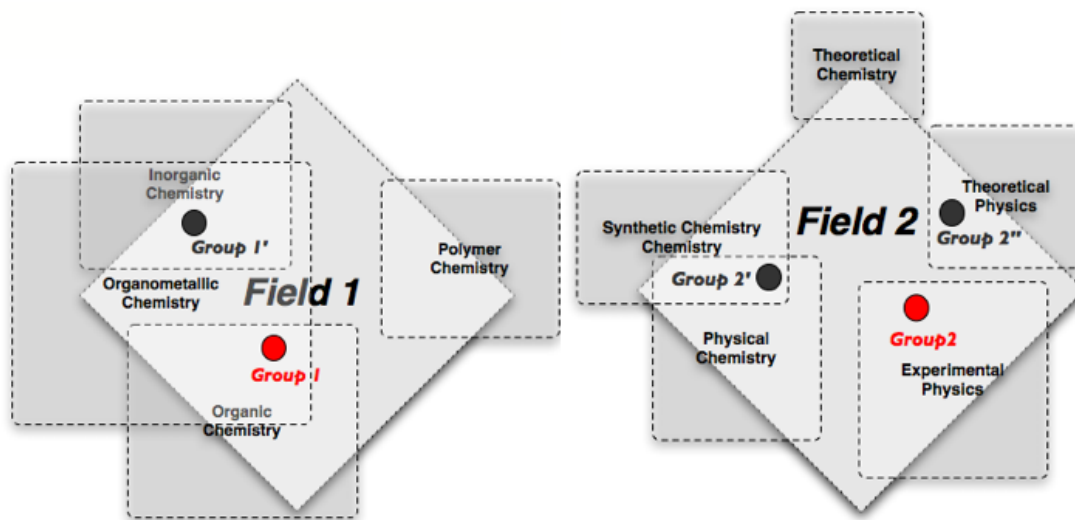 Inorganic
Chemistry
Group 1'
Organometallic
Chemistry
Field 1
Polymer
Chemistry
Group 1
Organic
Chemistry
Theoretical
Chemistry
Theoretical
Physics
Synthetic Chemistry
Chemistry
Field 2
Group 2''
Group 2'
Physical
Chemistry
Group2
Experimental
Physics